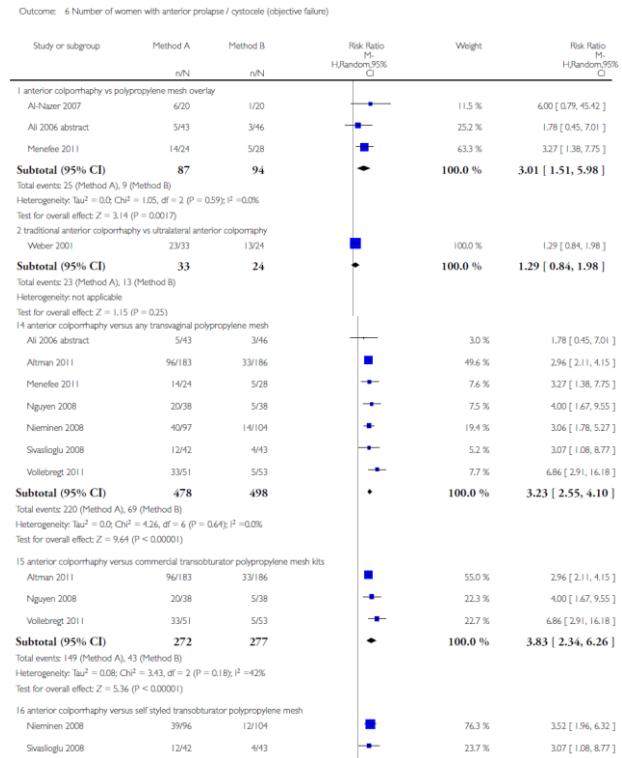 Outcome: 6 Number of women with anterior prolapse / cystocele (objective failure)
Study or subgroup Method A Method B Risk Ratio Weight Risk Ratio
M- M-
H,Random,95% H,Random,95%
n/N n/N CI CI
1 anterior colporrhaphy vs polypropylene mesh overlay
Al-Nazer 2007 6/20 1/20 11.5 % 6.00 [ 0.79, 45.42 ]
Ali 2006 abstract 5/43 3/46 25.2 % 1.78 [ 0.45, 7.01 ]
Menefee 2011 14/24 5/28 63.3 % 3.27 [ 1.38, 7.75 ]
Subtotal (95% CI) 87 94 100.0 % 3.01 [ 1.51, 5.98 ]
Total events: 25 (Method A), 9 (Method B)
Heterogeneity: Tau² = 0.0; Chi² = 1.05, df = 2 (P = 0.59); I² =0.0%
Test for overall effect: Z = 3.14 (P = 0.0017)
2 traditional anterior colporrhaphy vs ultralateral anterior colporraphy
Weber 2001 23/33 13/24 100.0 % 1.29 [ 0.84, 1.98 ]
Subtotal (95% CI) 33 24 100.0 % 1.29 [ 0.84, 1.98 ]
Total events: 23 (Method A), 13 (Method B)
Heterogeneity: not applicable
Test for overall effect: Z = 1.15 (P = 0.25)
14 anterior colporrhaphy versus any transvaginal polypropylene mesh
Ali 2006 abstract 5/43 3/46 3.0 % 1.78 [ 0.45, 7.01 ]
Altman 2011 96/183 33/186 49.6 % 2.96 [ 2.11, 4.15 ]
Menefee 2011 14/24 5/28 7.6 % 3.27 [ 1.38, 7.75 ]
Nguyen 2008 20/38 5/38 7.5 % 4.00 [ 1.67, 9.55 ]
Nieminen 2008 40/97 14/104 19.4 % 3.06 [ 1.78, 5.27 ]
Sivaslioglu 2008 12/42 4/43 5.2 % 3.07 [ 1.08, 8.77 ]
Vollebregt 2011 33/51 5/53 7.7 % 6.86 [ 2.91, 16.18 ]
Subtotal (95% CI) 478 498 100.0 % 3.23 [ 2.55, 4.10 ]
Total events: 220 (Method A), 69 (Method B)
Heterogeneity: Tau² = 0.0; Chi² = 4.26, df = 6 (P = 0.64); I² =0.0%
Test for overall effect: Z = 9.64 (P < 0.00001)
15 anterior colporrhaphy versus commercial transobturator polypropylene mesh kits
Altman 2011 96/183 33/186 55.0 % 2.96 [ 2.11, 4.15 ]
Nguyen 2008 20/38 5/38 22.3 % 4.00 [ 1.67, 9.55 ]
Vollebregt 2011 33/51 5/53 22.7 % 6.86 [ 2.91, 16.18 ]
Subtotal (95% CI) 272 277 100.0 % 3.83 [ 2.34, 6.26 ]
Total events: 149 (Method A), 43 (Method B)
Heterogeneity: Tau² = 0.08; Chi² = 3.43, df = 2 (P = 0.18); I² =42%
Test for overall effect: Z = 5.36 (P < 0.00001)
16 anterior colporrhaphy versus self styled transobturator polypropylene mesh
Nieminen 2008 39/96 12/104 76.3 % 3.52 [ 1.96, 6.32 ]
Sivaslioglu 2008 12/42 4/43 23.7 % 3.07 [ 1.08, 8.77 ]